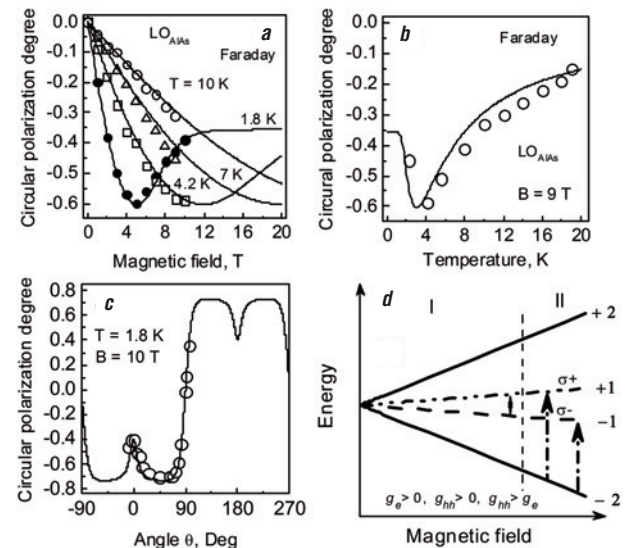 a
LO_AlAs
Faraday
T = 10 K
1.8 K
7 K
4.2 K
0.0
-0.1
-0.2
-0.3
-0.4
-0.5
-0.6
0 4 8 12 16 20
Circular polarization degree
Magnetic field, T
b
Faraday
LO_AlAs
B = 9 T
0.0
-0.1
-0.2
-0.3
-0.4
-0.5
-0.6
0 4 8 12 16 20
Circural polarization degree
Temperature, K
c
T = 1.8 K
B = 10 T
0.8
0.6
0.4
0.2
0.0
-0.2
-0.4
-0.6
-0.8
-90 0 90 180 270
Circular polarization degree
Angle θ, Deg
d
I II
+ 2
σ+
+1
σ-
−1
− 2
g_e > 0, g_hh > 0, g_hh > g_e
Energy
Magnetic field